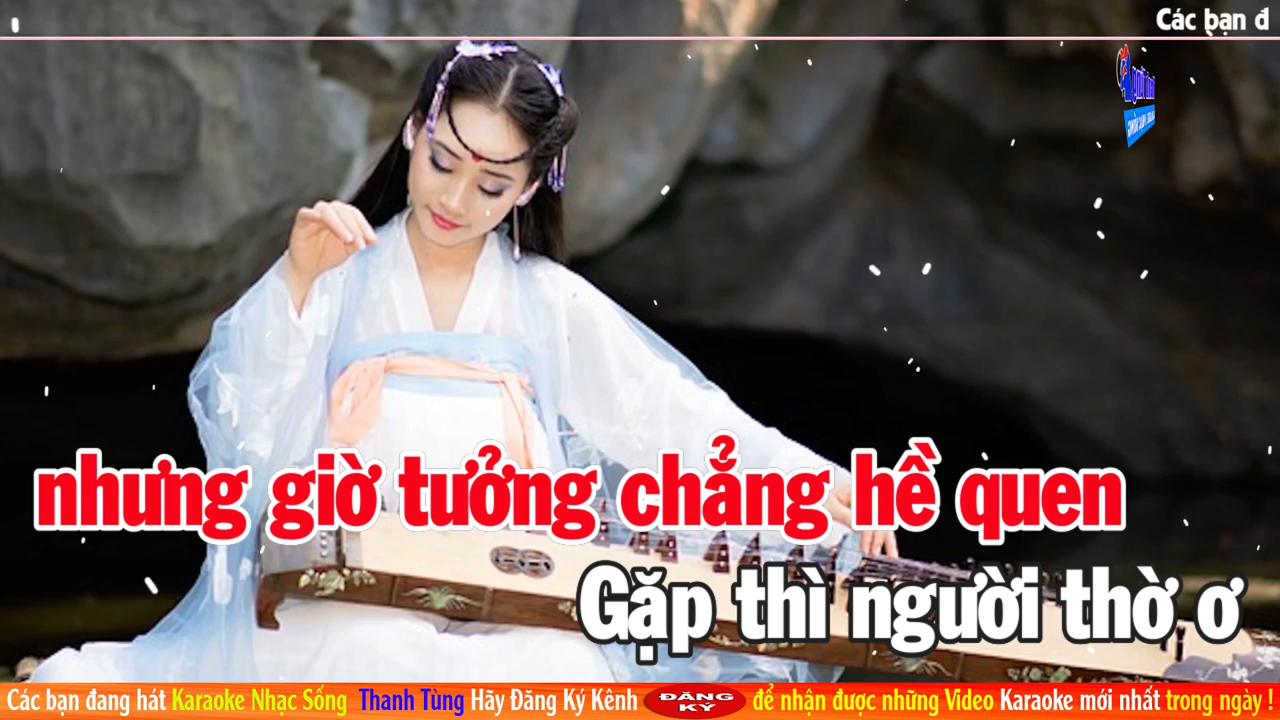 Các bạn đ
nhưng giờ tưởng chẳng hề quen
Gặp thì người thờ ơ
Các bạn đang hát Karaoke Nhạc Sống Thanh Tùng Hãy Đăng Ký Kênh ĐĂNG KÝ để nhận được những Video Karaoke mới nhất trong ngày !